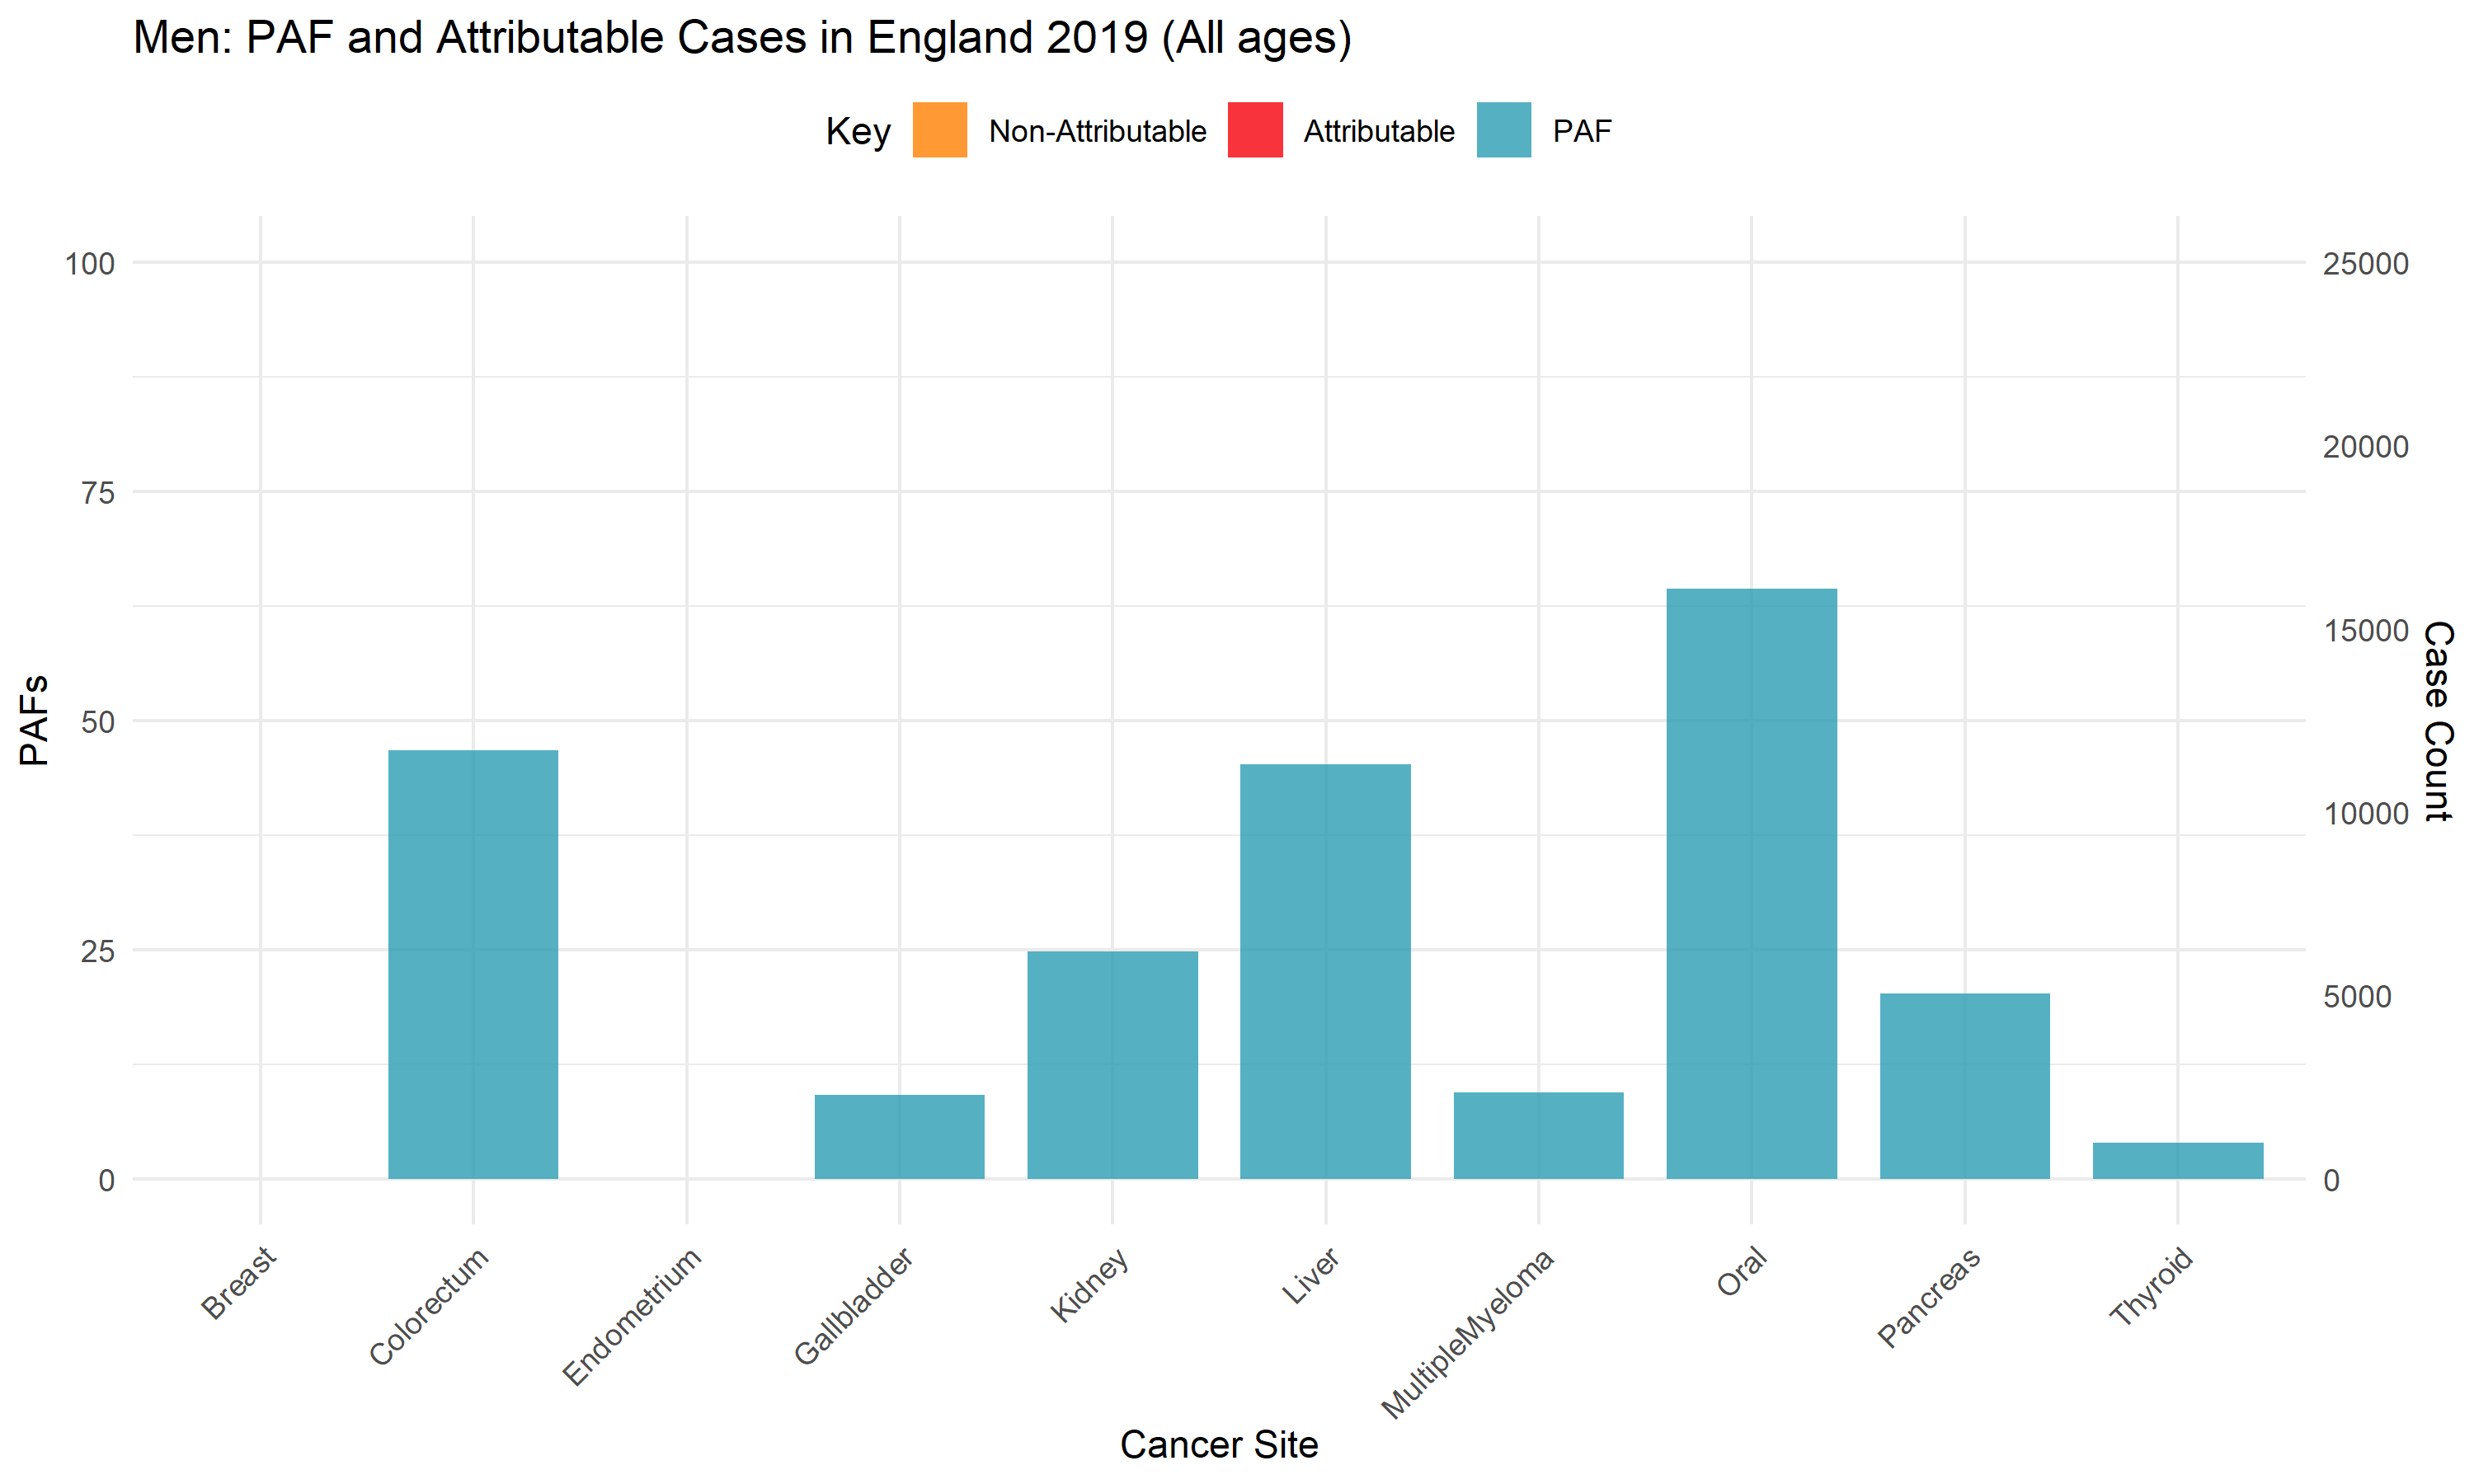 Men: PAF and Attributable Cases in England 2019 (All ages)
Key Non-Attributable Attributable PAF
100
75
50
25
0
PAFs
25000
20000
15000
10000
5000
0
Case Count
Breast
Colorectum
Endometrium
Gallbladder
Kidney
Liver
MultipleMyeloma
Oral
Pancreas
Thyroid
Cancer Site